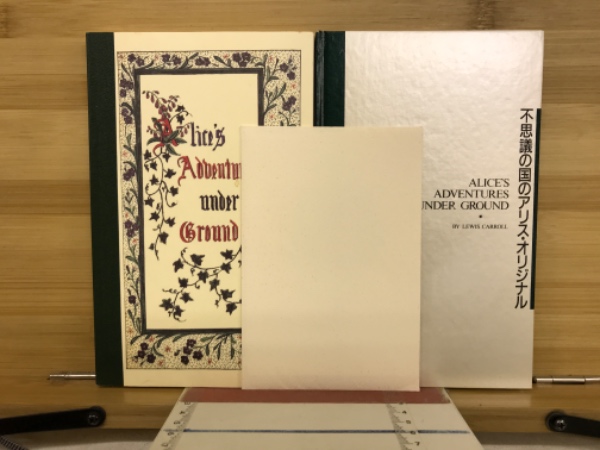 Alice's
Adventu
under
Ground
ALICE'S
ADVENTURES
UNDER GROUND
BY LEWIS CARROLL
不思議の国のアリス・オリジナル